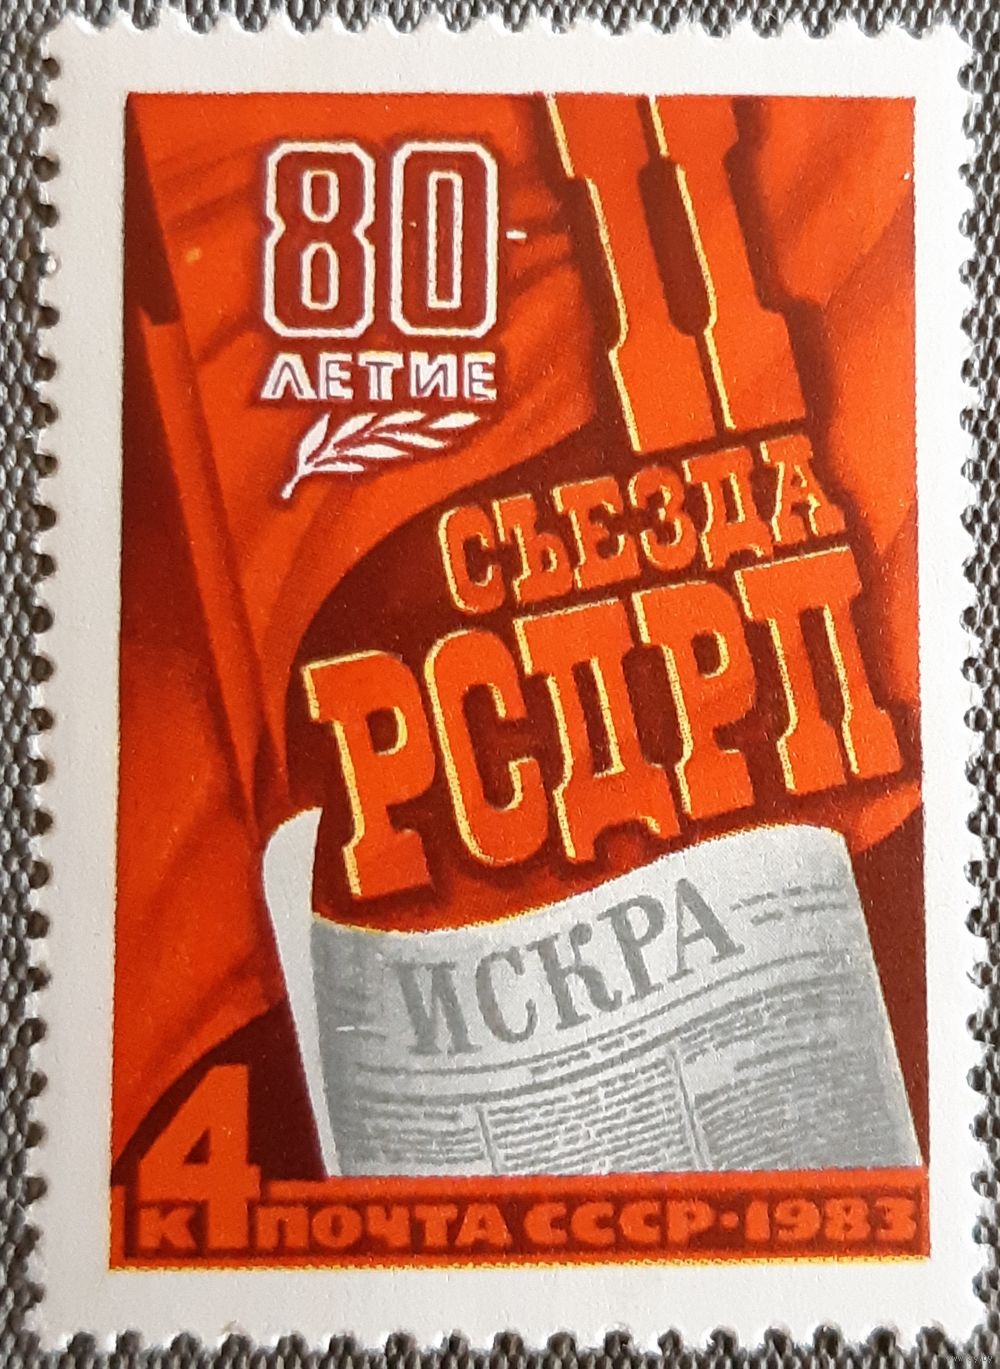 80-
ЛЕТИЕ
II
СЪЕЗДА
РСДРП
ИСКРА
4
К ПОЧТА СССР·1983